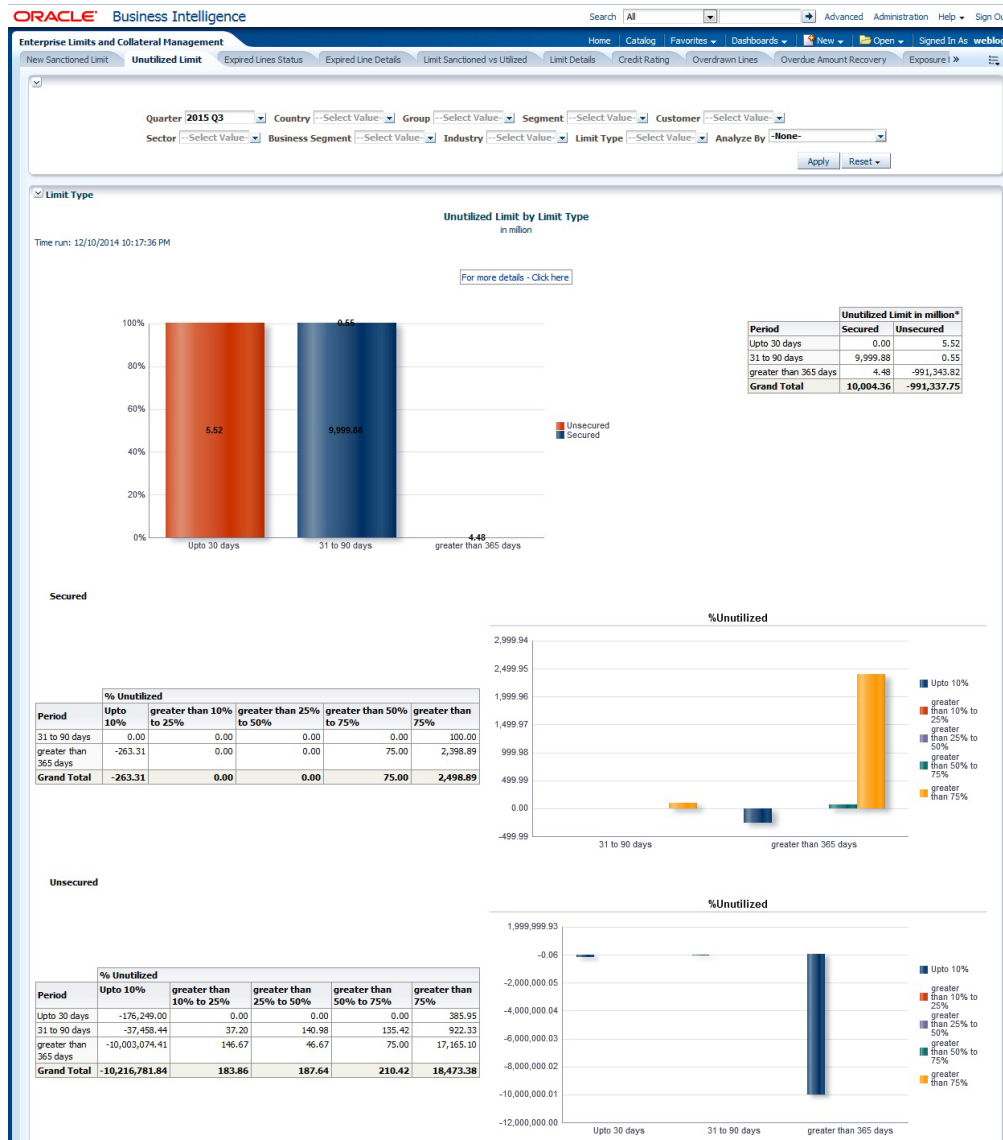 ORACLE Business Intelligence
Search All Advanced Administration Help Sign Ou
Enterprise Limits and Collateral Management
Home Catalog Favorites Dashboards New Open Signed In As weblog
New Sanctioned Limit Unutilized Limit Expired Lines Status Expired Line Details Limit Sanctioned vs Utilized Limit Details Credit Rating Overdrawn Lines Overdue Amount Recovery Exposure »
Quarter 2015 Q3 Country --Select Value- Group --Select Value- Segment --Select Value- Customer --Select Value-
Sector --Select Value- Business Segment --Select Value- Industry --Select Value- Limit Type --Select Value- Analyze By -None-
Apply Reset
Limit Type
Unutilized Limit by Limit Type
in million
Time run: 12/10/2014 10:17:36 PM
For more details - Click here
100%
80%
60%
40%
20%
0%
0.55
5.52
9,999.88
4.48
Upto 30 days 31 to 90 days greater than 365 days
Unsecured
Secured
Unutilized Limit in million*
Period Secured Unsecured
Upto 30 days 0.00 5.52
31 to 90 days 9,999.88 0.55
greater than 365 days 4.48 -991,343.82
Grand Total 10,004.36 -991,337.75
Secured
% Unutilized
Period Upto 10% greater than 10% to 25% greater than 25% to 50% greater than 50% to 75% greater than 75%
31 to 90 days 0.00 0.00 0.00 0.00 100.00
greater than 365 days -263.31 0.00 0.00 75.00 2,398.89
Grand Total -263.31 0.00 0.00 75.00 2,498.89
%Unutilized
2,999.94
2,499.95
1,999.96
1,499.97
999.98
499.99
0.00
-499.99
31 to 90 days greater than 365 days
Upto 10%
greater than 10% to 25%
greater than 25% to 50%
greater than 50% to 75%
greater than 75%
Unsecured
% Unutilized
Period Upto 10% greater than 10% to 25% greater than 25% to 50% greater than 50% to 75% greater than 75%
Upto 30 days -176,249.00 0.00 0.00 0.00 385.95
31 to 90 days -37,458.44 37.20 140.98 135.42 922.33
greater than 365 days -10,003,074.41 146.67 46.67 75.00 17,165.10
Grand Total -10,216,781.84 183.86 187.64 210.42 18,473.38
%Unutilized
1,999,999.93
-0.06
-2,000,000.05
-4,000,000.04
-6,000,000.03
-8,000,000.02
-10,000,000.01
-12,000,000.00
Upto 30 days 31 to 90 days greater than 365 days
Upto 10%
greater than 10% to 25%
greater than 25% to 50%
greater than 50% to 75%
greater than 75%